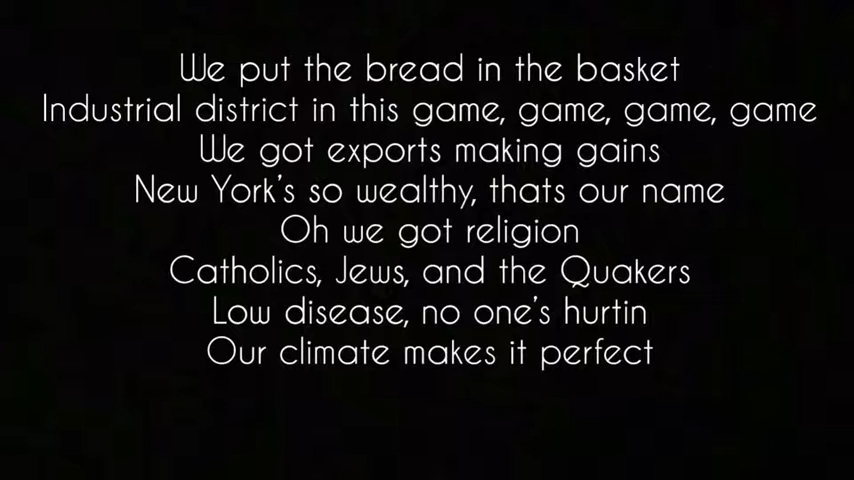 We put the bread in the basket
Industrial district in this game, game, game, game
We got exports making gains
New York's so wealthy, thats our name
Oh we got religion
Catholics, Jews, and the Quakers
Low disease, no one's hurtin
Our climate makes it perfect